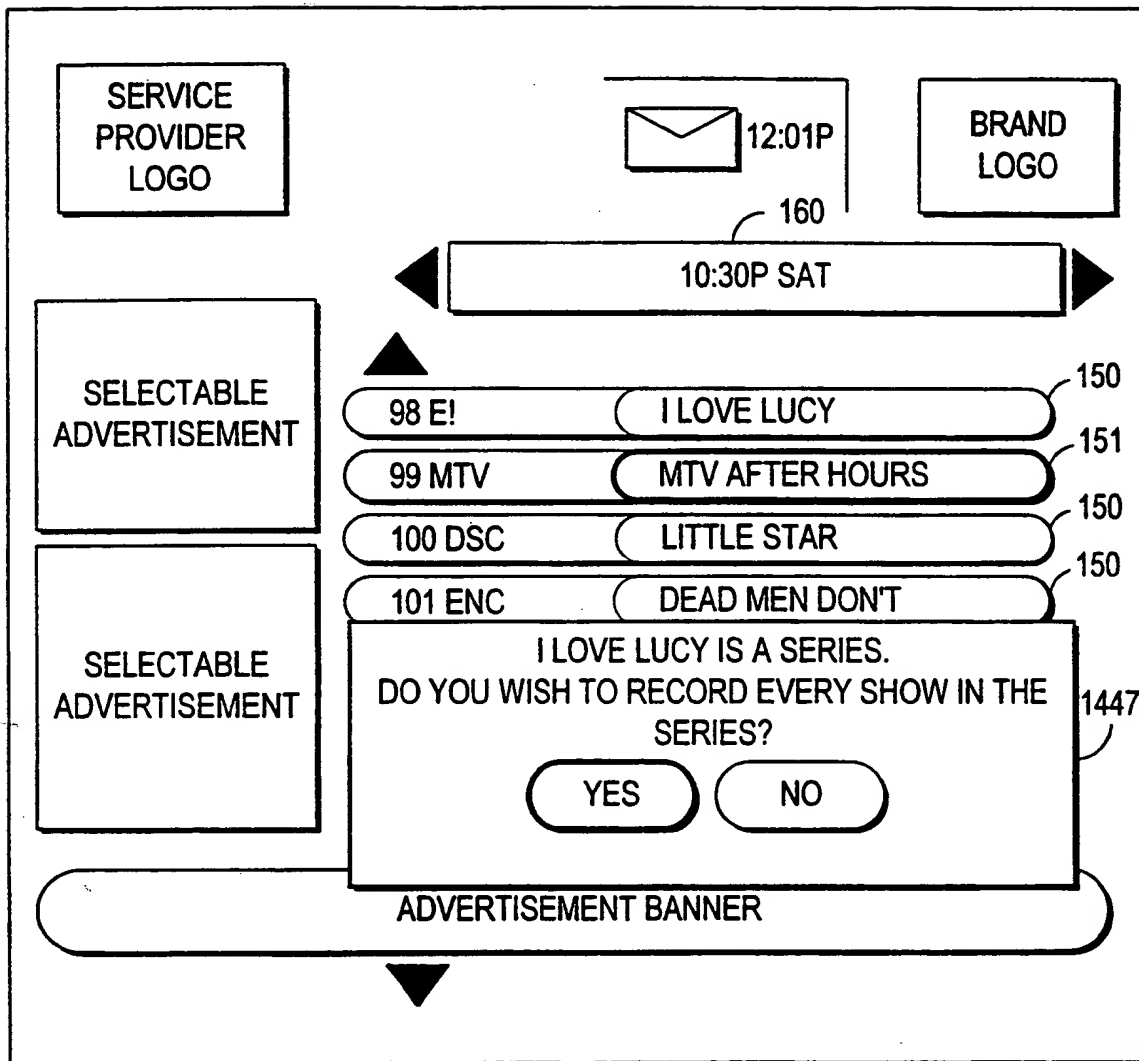 SERVICE
PROVIDER
LOGO
12:01P
BRAND
LOGO
160
10:30P SAT
SELECTABLE
ADVERTISEMENT
98 E! I LOVE LUCY 150
99 MTV MTV AFTER HOURS 151
100 DSC LITTLE STAR 150
101 ENC DEAD MEN DON'T 150
SELECTABLE
ADVERTISEMENT
I LOVE LUCY IS A SERIES.
DO YOU WISH TO RECORD EVERY SHOW IN THE
SERIES?
1447
YES NO
ADVERTISEMENT BANNER